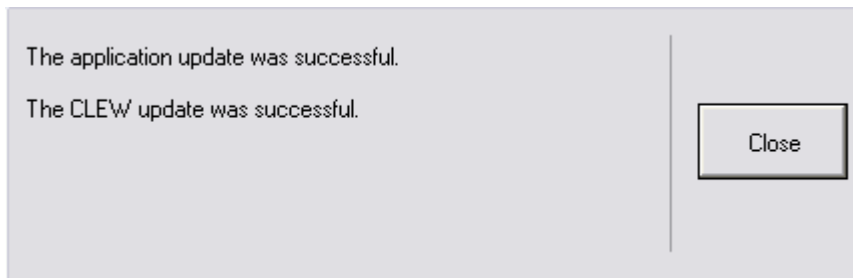 The application update was successful.
The CLEW update was successful.
Close